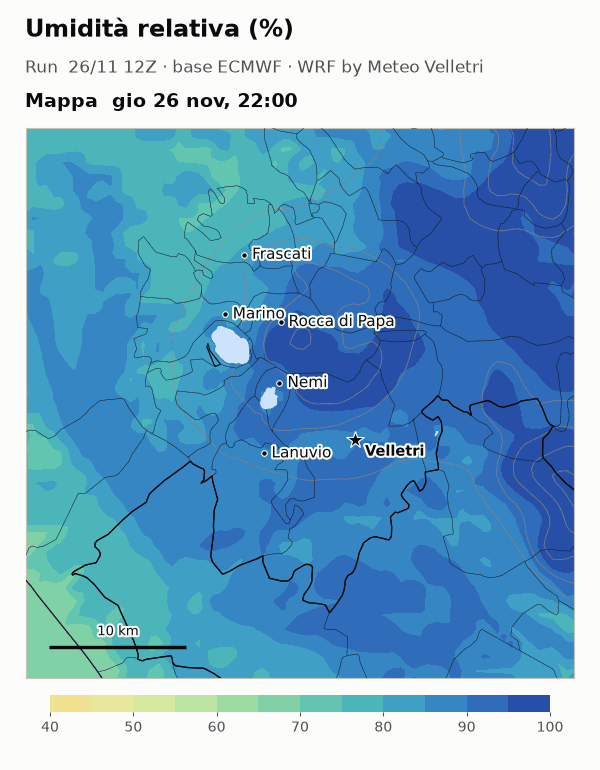 Umidità relativa (%)
Run  26/11 12Z · base ECMWF · WRF by Meteo Velletri
Mappa  gio 26 nov, 22:00
Frascati
Marino
Rocca di Papa
Nemi
Velletri
Lanuvio
10 km
40 50 60 70 80 90 100